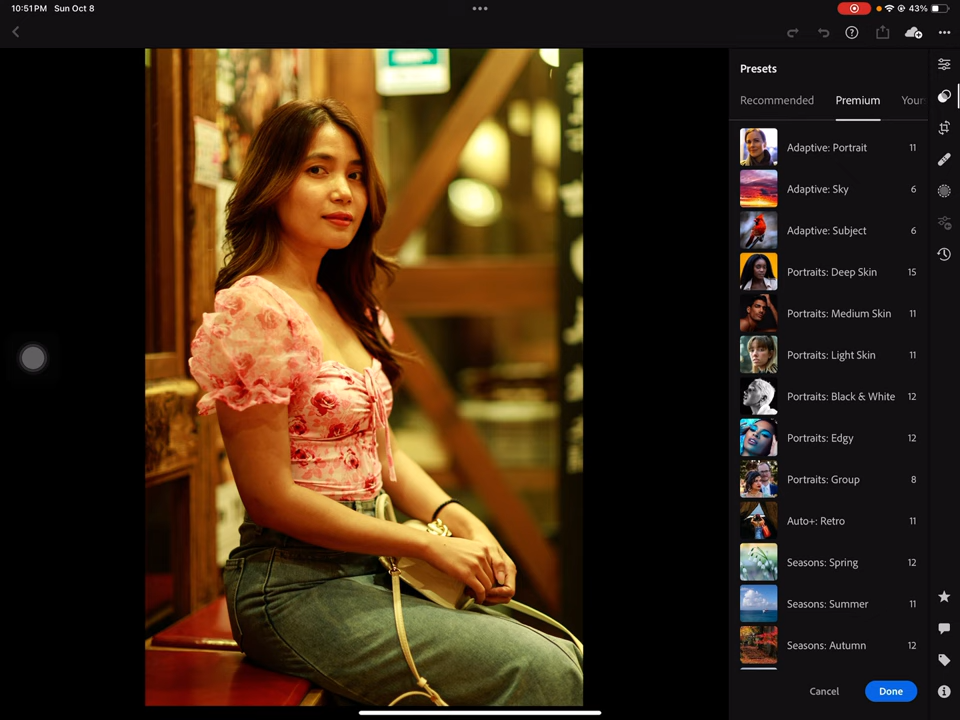 10:51PM Sun Oct 8
43%
Presets
Recommended Premium Your
Adaptive: Portrait 11
Adaptive: Sky 6
Adaptive: Subject 6
Portraits: Deep Skin 15
Portraits: Medium Skin 11
Portraits: Light Skin 11
Portraits: Black & White 12
Portraits: Edgy 12
Portraits: Group 8
Auto+: Retro 11
Seasons: Spring 12
Seasons: Summer 11
Seasons: Autumn 12
Cancel Done